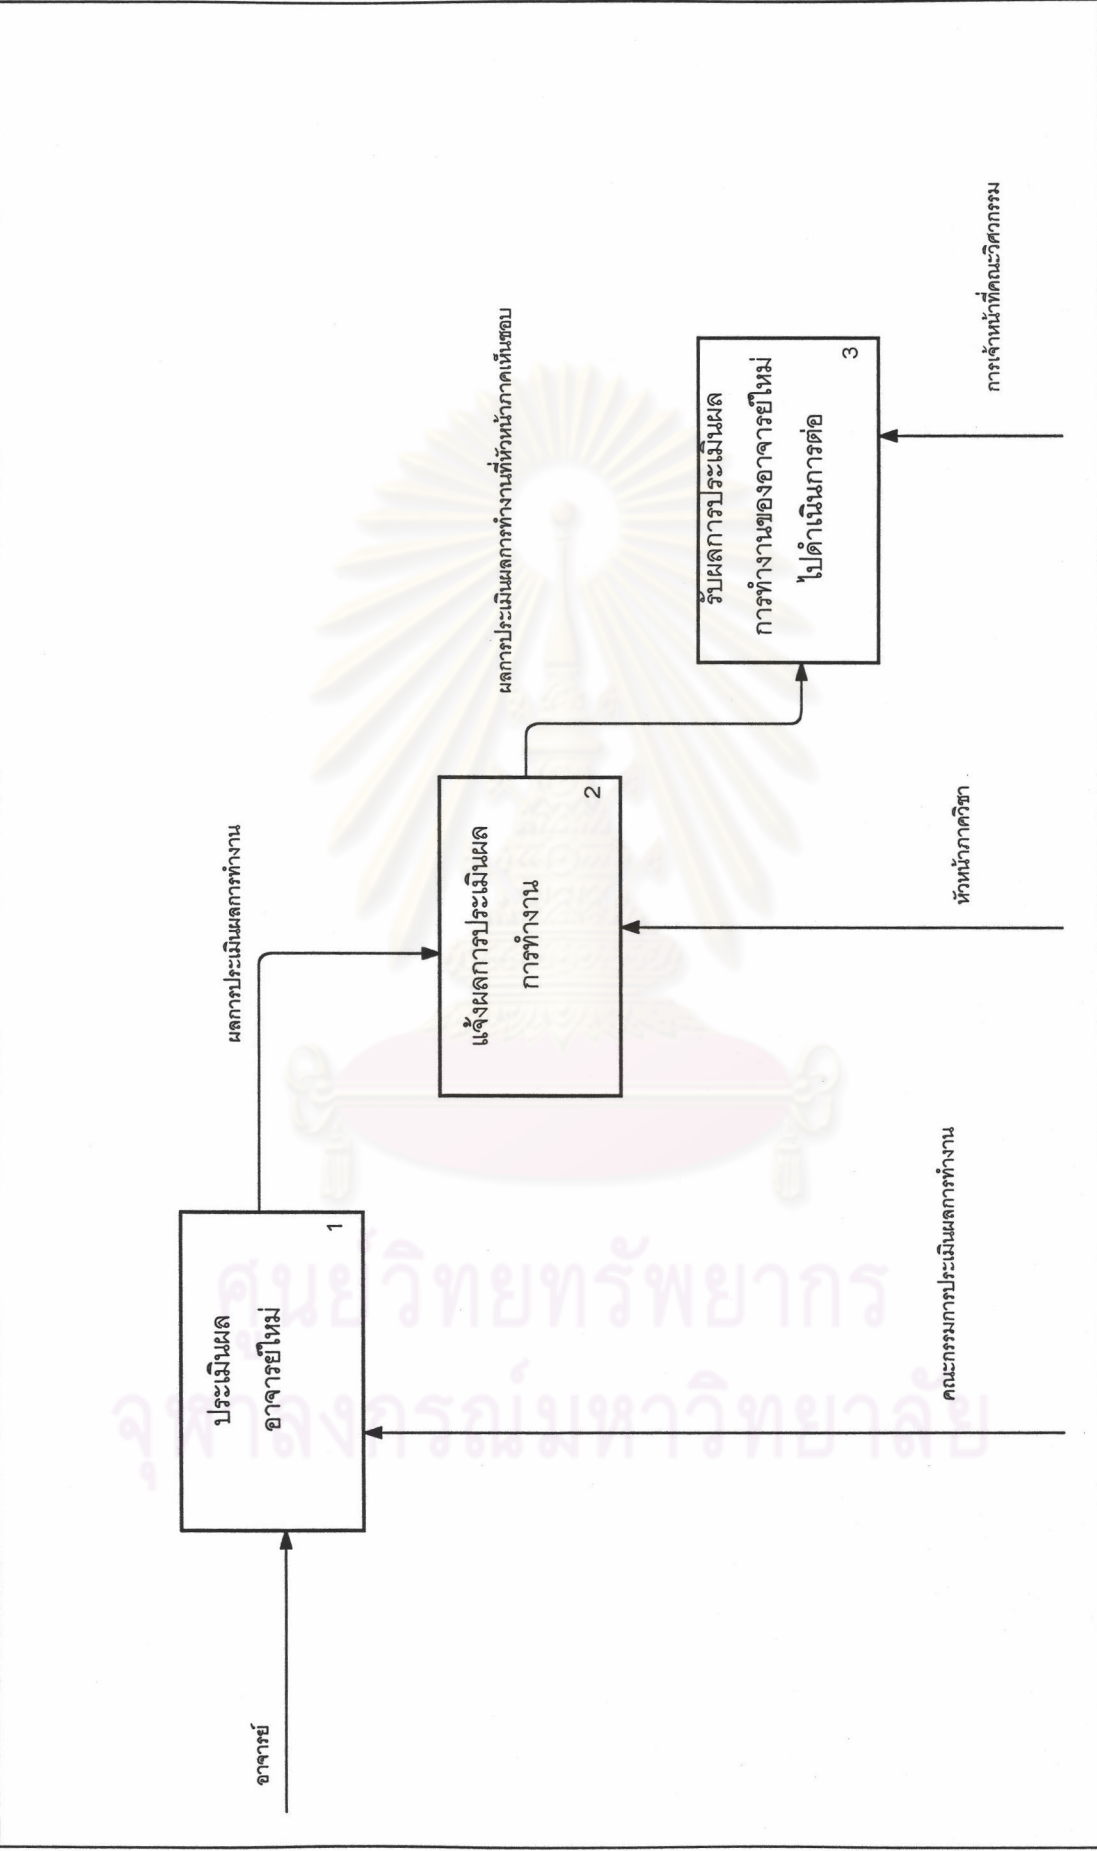 อาจารย์
ประเมินผล
อาจารย์ใหม่
1
ผลการประเมินผลการทำงาน
คณะกรรมการประเมินผลการทำงาน
แจ้งผลการประเมินผล
การทำงาน
2
ผลการประเมินผลการทำงานที่หัวหน้าภาคเห็นชอบ
หัวหน้าภาควิชา
รับผลการประเมินผล
การทำงานของอาจารย์ใหม่
ไปดำเนินการต่อ
3
การเจ้าหน้าที่คณะวิศวกรรม
ศูนย์วิทยทรัพยากร
จุฬาลงกรณ์มหาวิทยาลัย